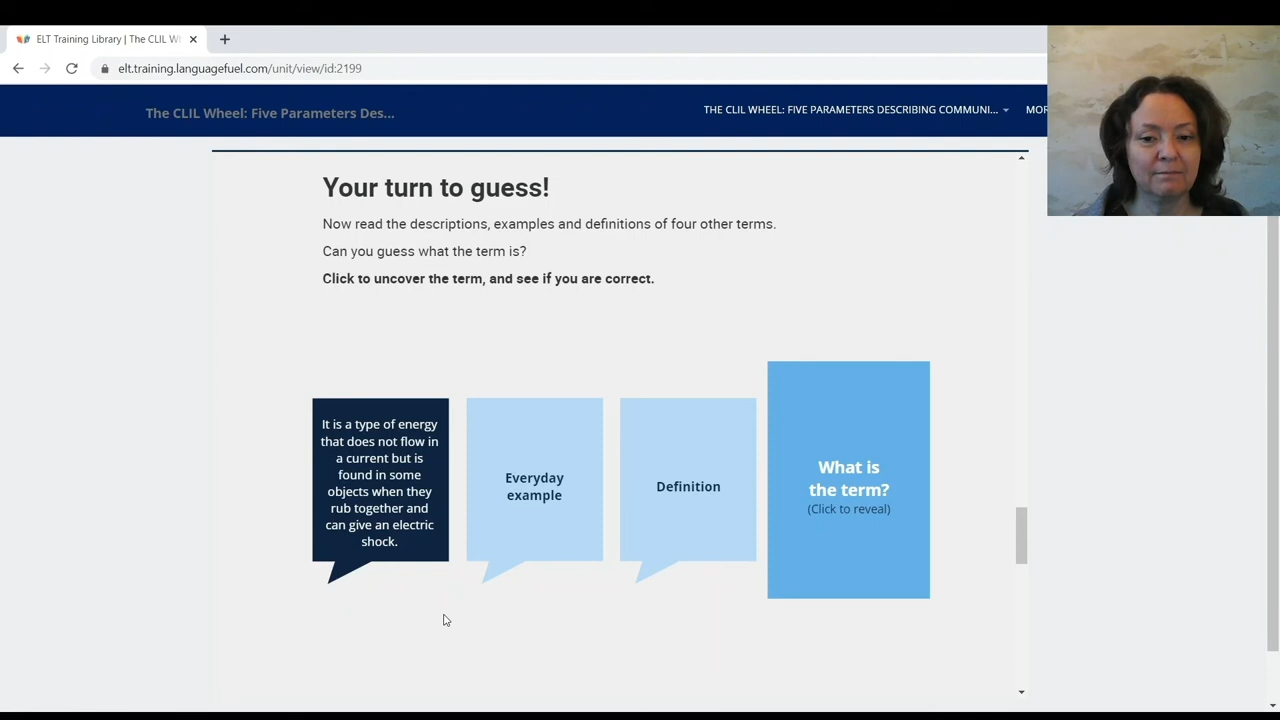 ELT Training Library | The CLIL W
elt.training.languagefuel.com/unit/view/id:2199
The CLIL Wheel: Five Parameters Des...
THE CLIL WHEEL: FIVE PARAMETERS DESCRIBING COMMUNI...
MOR
Your turn to guess!
Now read the descriptions, examples and definitions of four other terms.
Can you guess what the term is?
Click to uncover the term, and see if you are correct.
It is a type of energy
that does not flow in
a current but is
found in some
objects when they
rub together and
can give an electric
shock.
Everyday
example
Definition
What is
the term?
(Click to reveal)